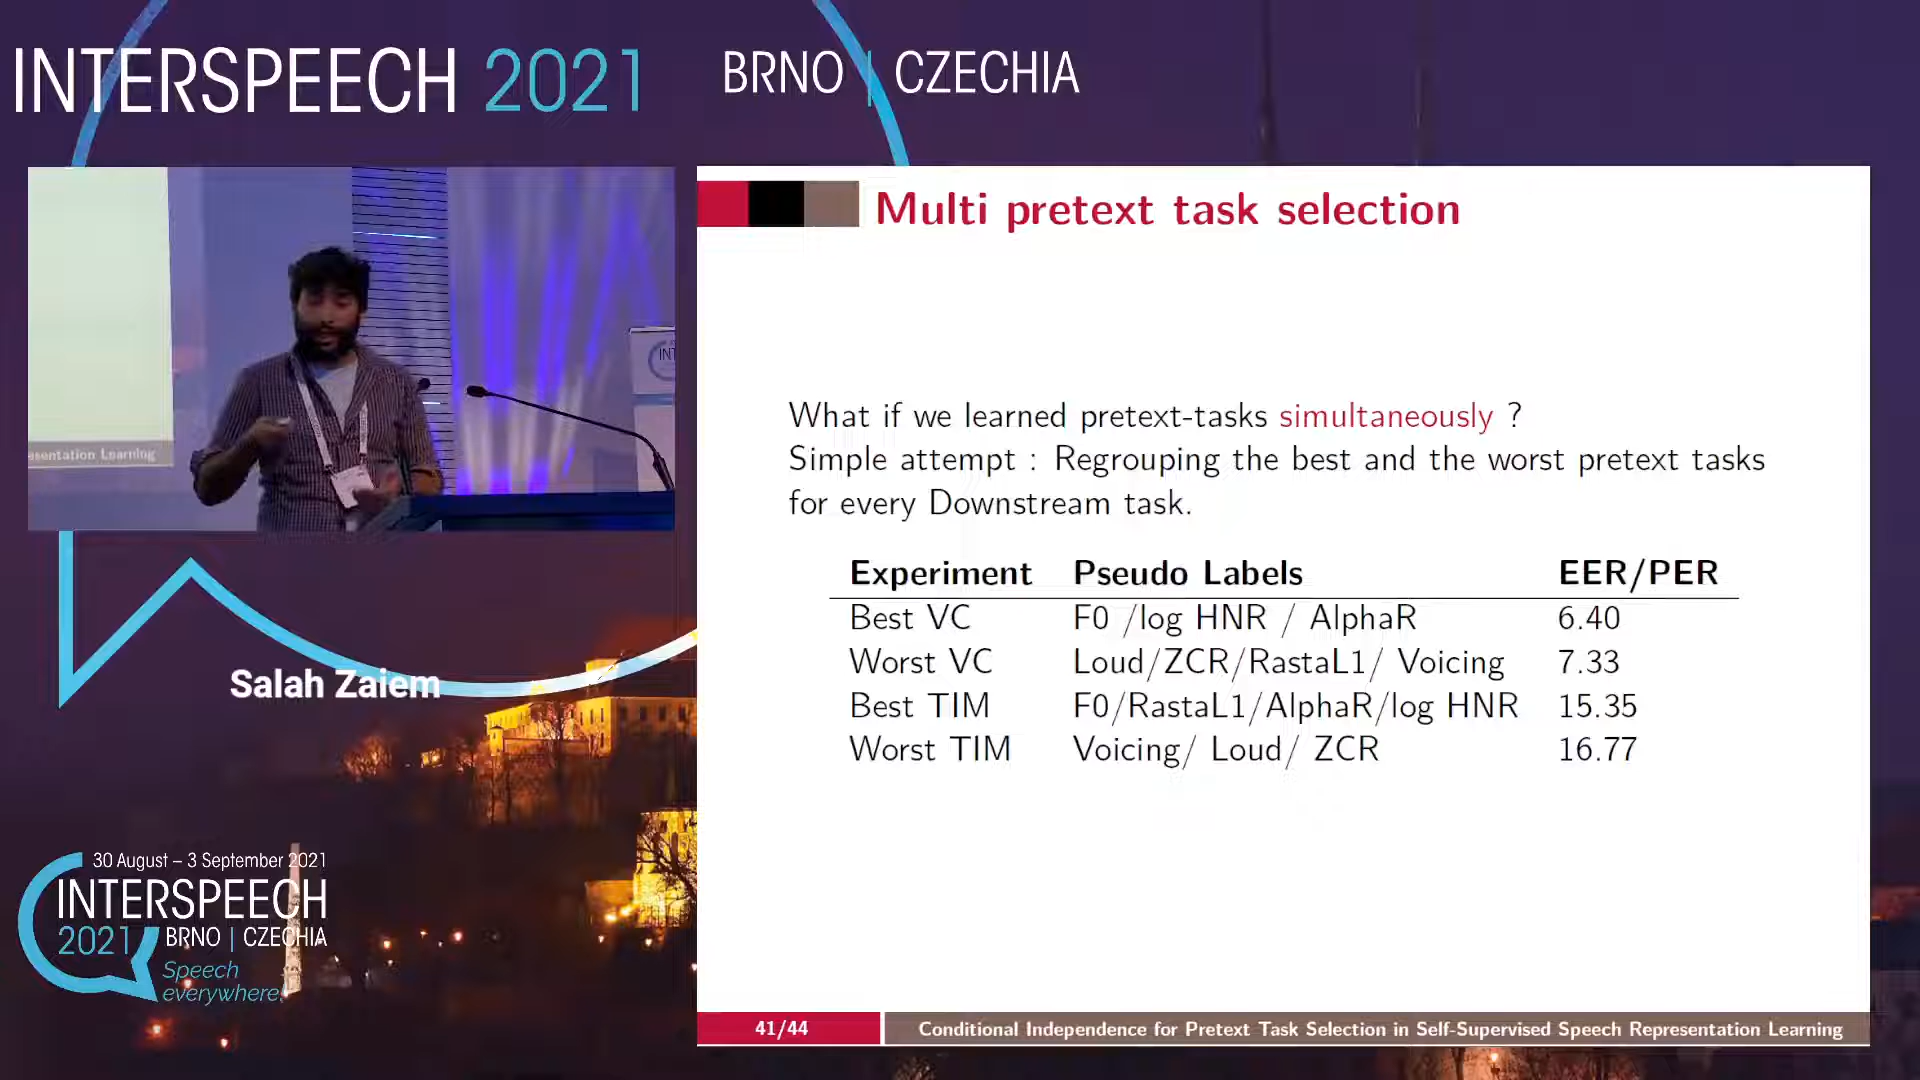 INTERSPEECH 2021
BRNO | CZECHIA
esentation Learning
INT
Salah Zaiem
30 August – 3 September 2021
INTERSPEECH
2021 BRNO | CZECHIA
Speech
everywhere!
Multi pretext task selection
What if we learned pretext-tasks simultaneously ?
Simple attempt : Regrouping the best and the worst pretext tasks
for every Downstream task.
Experiment Pseudo Labels EER/PER
Best VC F0 /log HNR / AlphaR 6.40
Worst VC Loud/ZCR/RastaL1/ Voicing 7.33
Best TIM F0/RastaL1/AlphaR/log HNR 15.35
Worst TIM Voicing/ Loud/ ZCR 16.77
41/44 Conditional Independence for Pretext Task Selection in Self-Supervised Speech Representation Learning